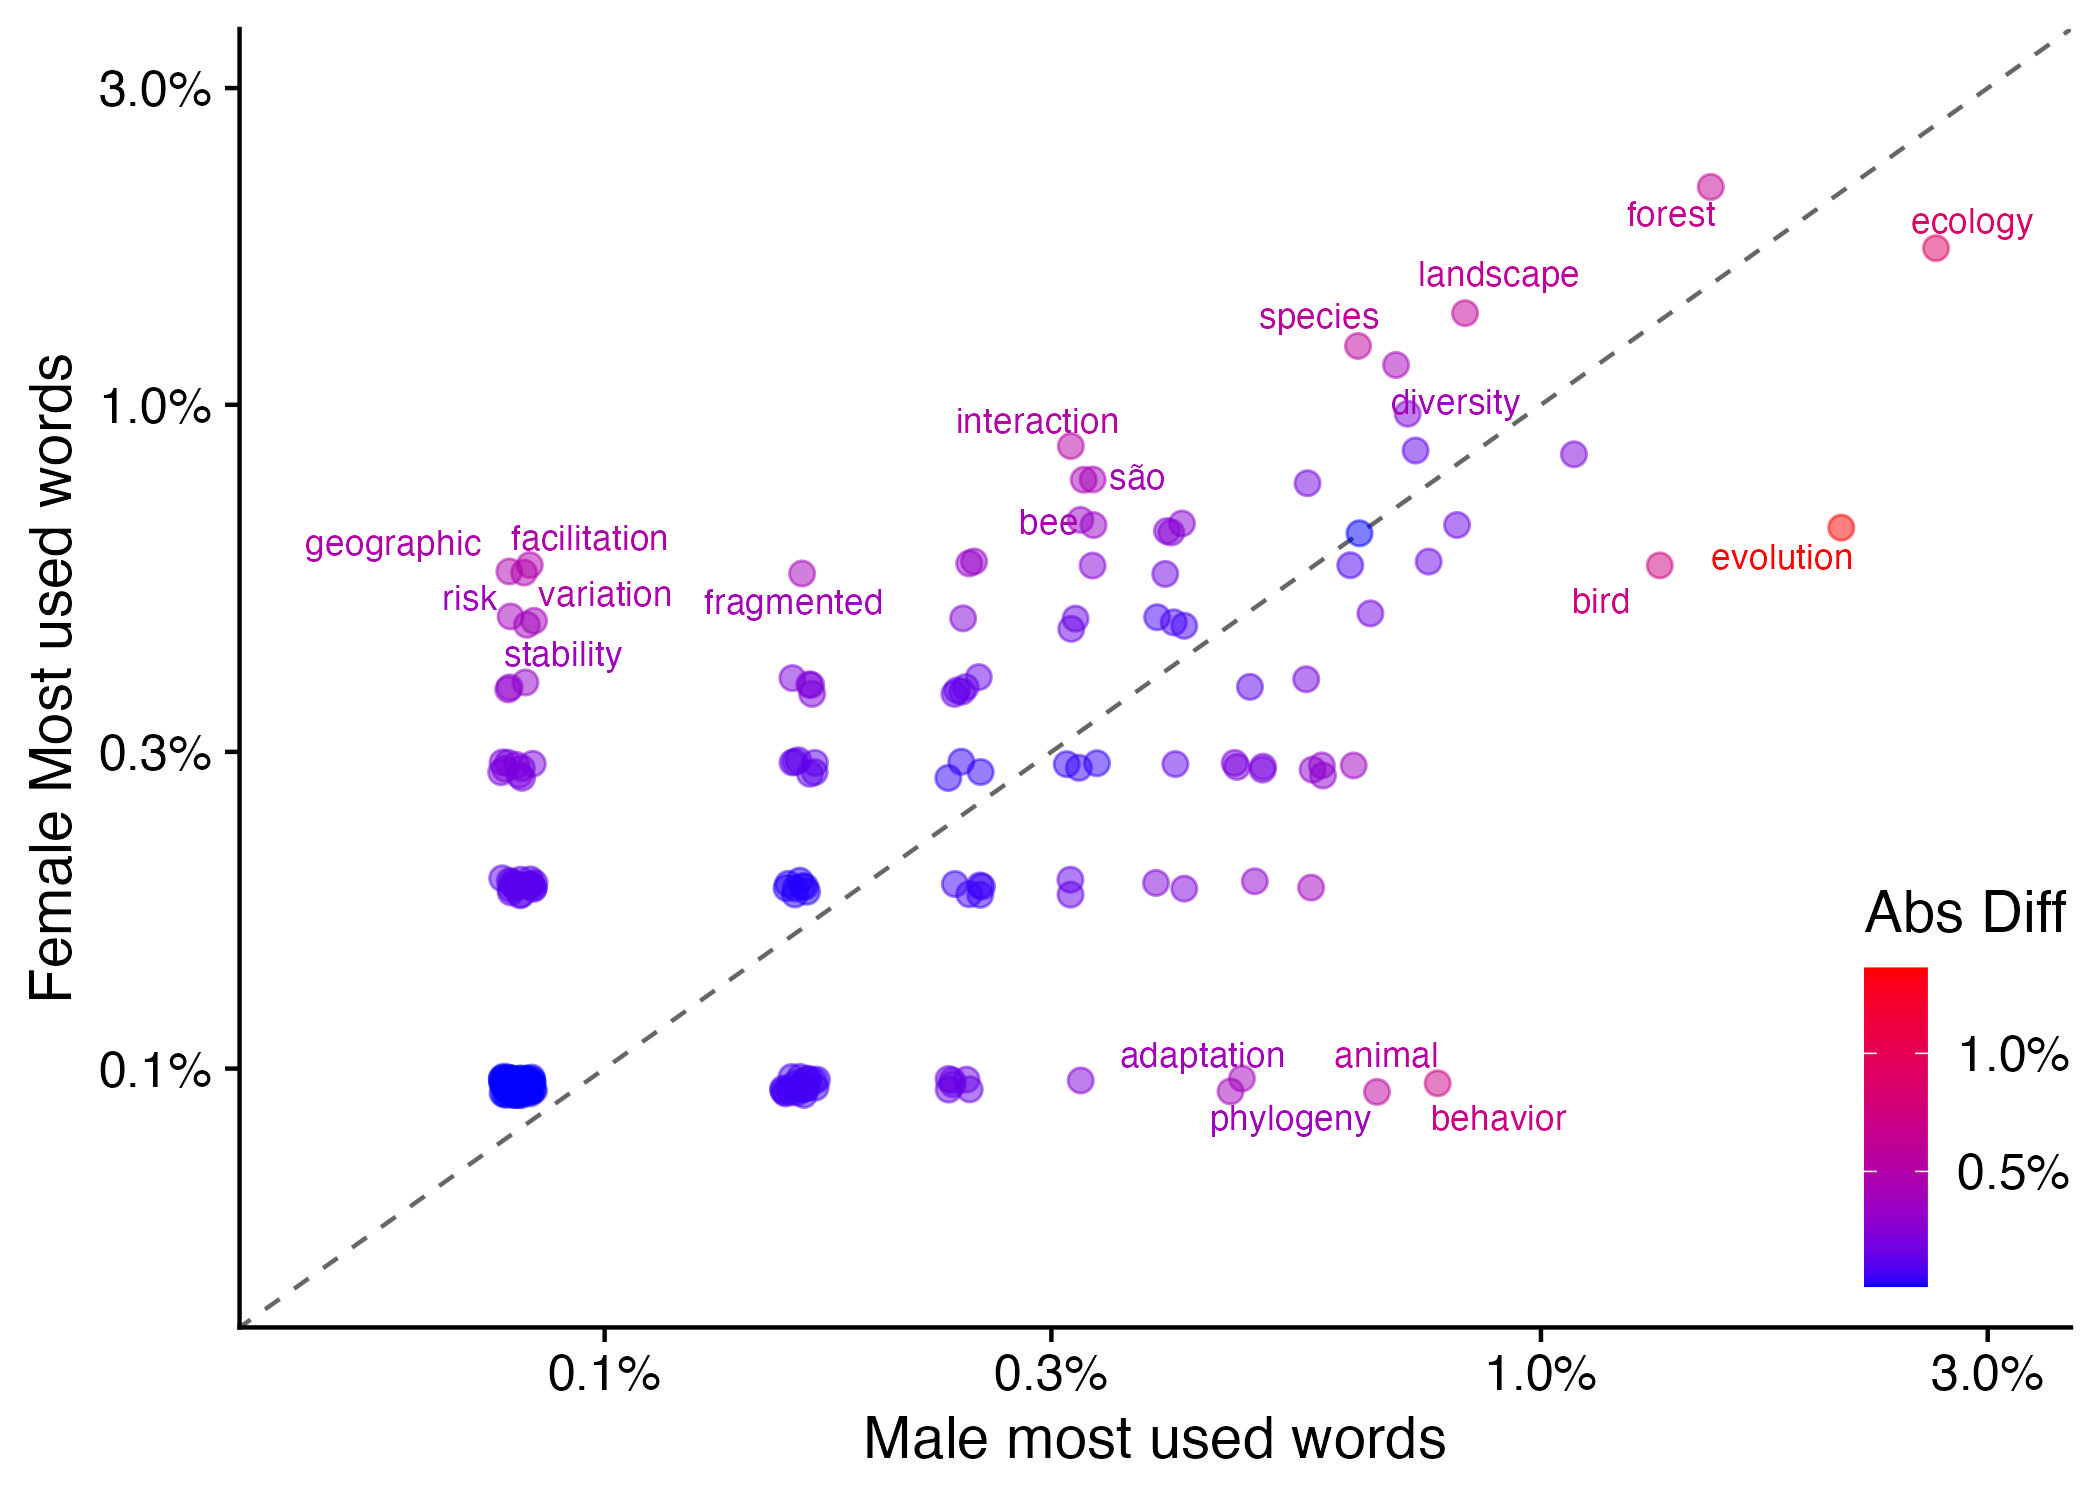 Female Most used words
3.0%
1.0%
0.3%
0.1%
forest
ecology
landscape
species
diversity
interaction
são
bee
geographic
facilitation
evolution
risk
variation
fragmented
bird
stability
adaptation
animal
phylogeny
behavior
Abs Diff
1.0%
0.5%
0.1%
0.3%
1.0%
3.0%
Male most used words